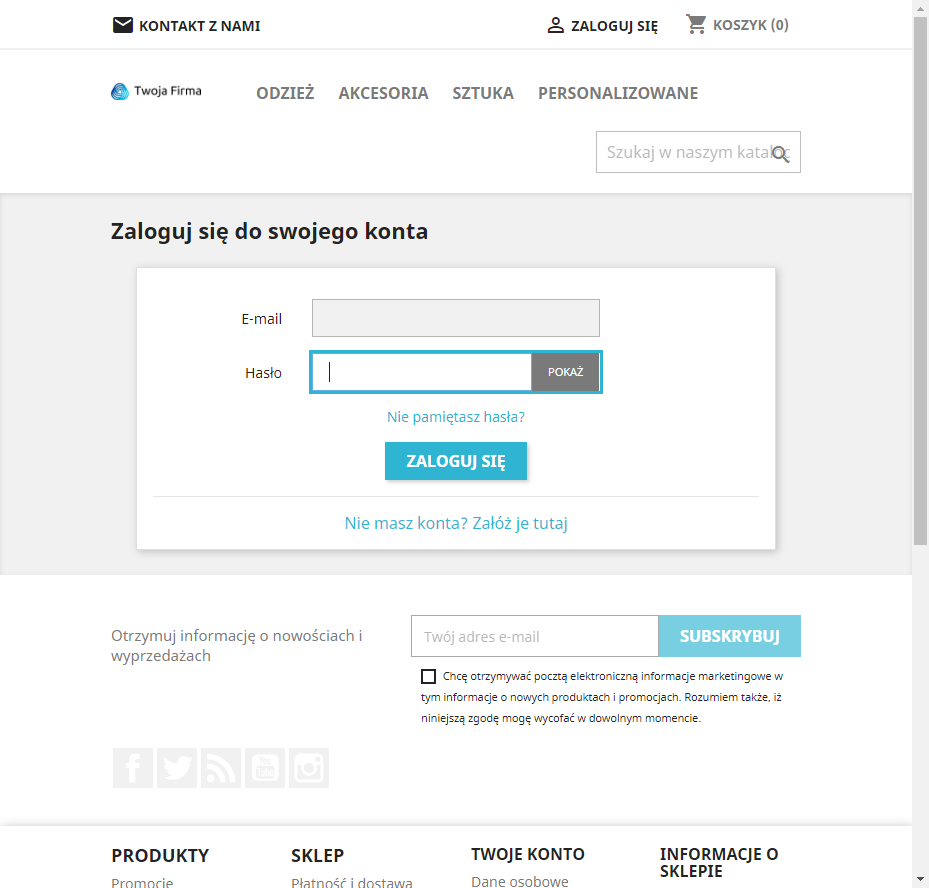 KONTAKT Z NAMI
ZALOGUJ SIĘ
KOSZYK (0)
Twoja Firma
ODZIEŻ
AKCESORIA
SZTUKA
PERSONALIZOWANE
Szukaj w naszym katalog
Zaloguj się do swojego konta
E-mail
Hasło
POKAŻ
Nie pamiętasz hasła?
ZALOGUJ SIĘ
Nie masz konta? Załóż je tutaj
Otrzymuj informację o nowościach i
wyprzedażach
Twój adres e-mail
SUBSKRYBUJ
Chcę otrzymywać pocztą elektroniczną informacje marketingowe w
tym informacje o nowych produktach i promocjach. Rozumiem także, iż
niniejszą zgodę mogę wycofać w dowolnym momencie.
You
Tube
PRODUKTY
SKLEP
TWOJE KONTO
INFORMACJE O
SKLEPIE
Promocje
Płatność i dostawa
Dane osobowe